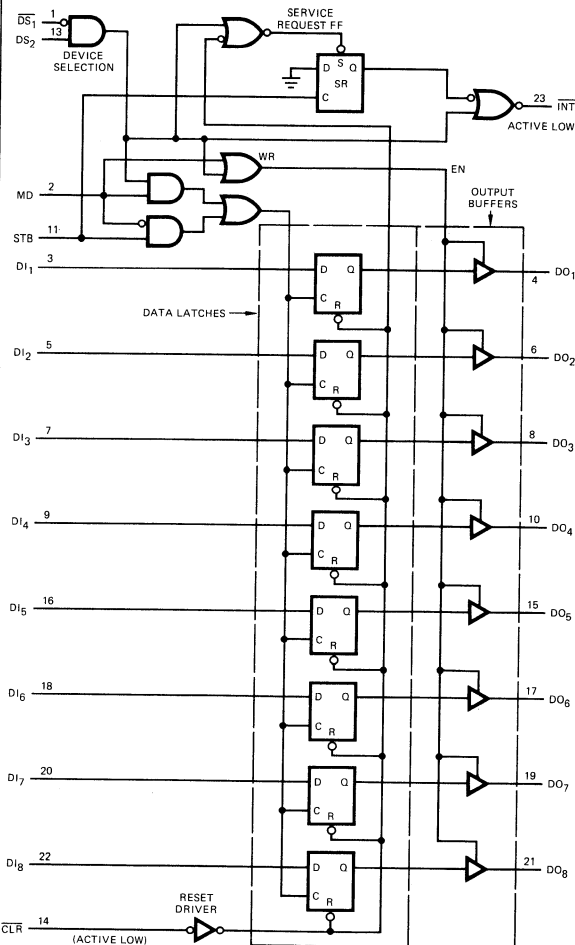 SERVICE
REQUEST FF
DS1 1
DS2 13
DEVICE
SELECTION
S
D Q
SR
C
23 INT
ACTIVE LOW
WR
EN
MD 2
OUTPUT
BUFFERS
STB 11
DI1 3
D Q
C R
4 DO1
DATA LATCHES
DI2 5
D Q
C R
6 DO2
DI3 7
D Q
C R
8 DO3
DI4 9
D Q
C R
10 DO4
DI5 16
D Q
C R
15 DO5
DI6 18
D Q
C R
17 DO6
DI7 20
D Q
C R
19 DO7
DI8 22
D Q
C R
21 DO8
RESET
DRIVER
CLR 14
(ACTIVE LOW)